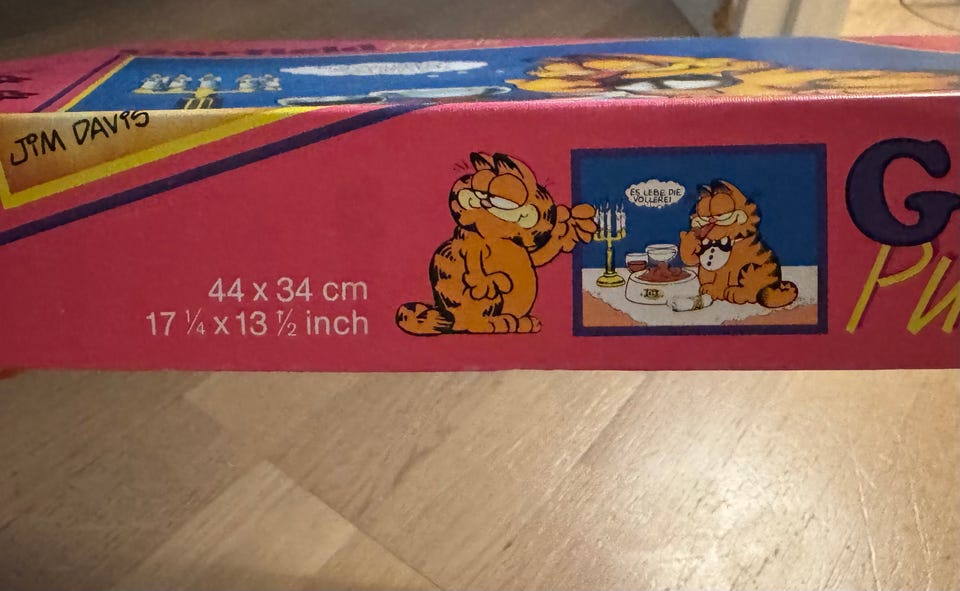 JIM DAVIS
ES LEBE DIE
VÖLLEREI
44 x 34 cm
17 ¼ x 13 ½ inch
G
Pu